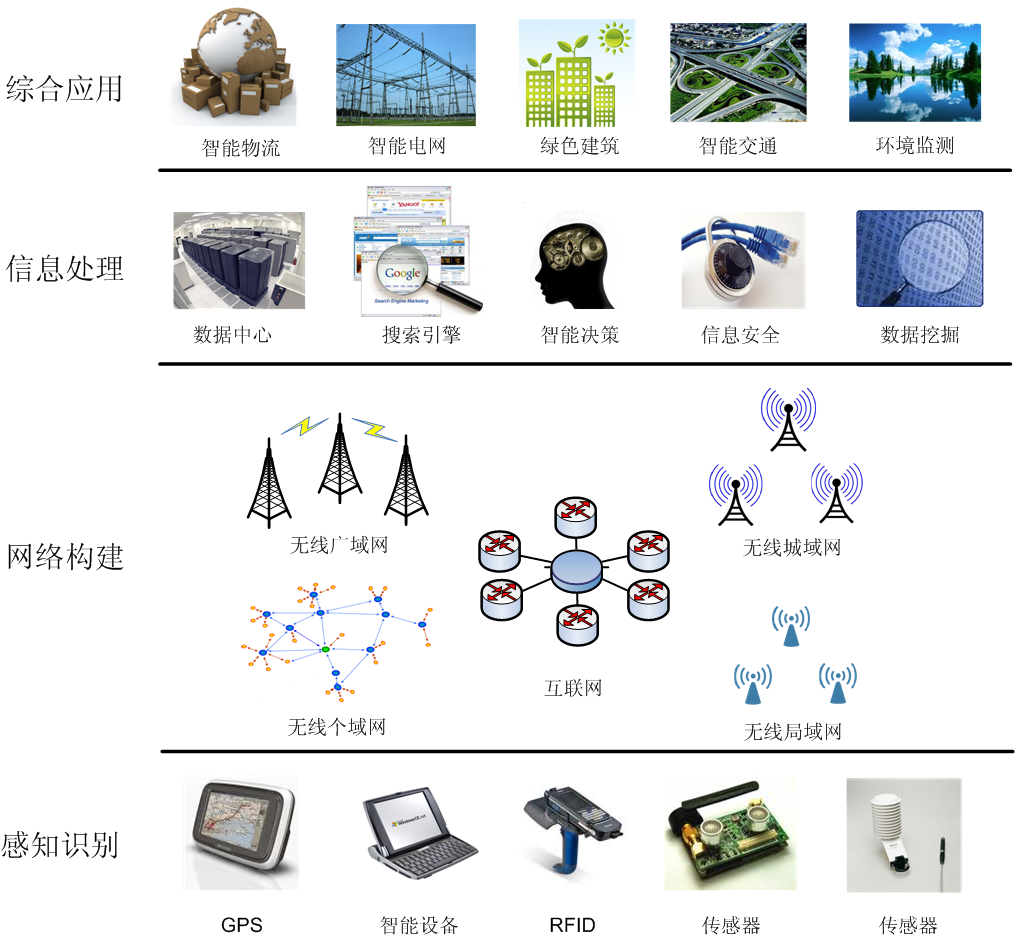 综合应用
智能物流
智能电网
绿色建筑
智能交通
环境监测
信息处理
YAHOO!
Google
Search Engine Marketing
数据中心
搜索引擎
智能决策
信息安全
数据挖掘
网络构建
无线广域网
无线城域网
无线个域网
互联网
无线局域网
感知识别
WindowsCE.net
GPS
智能设备
RFID
传感器
传感器